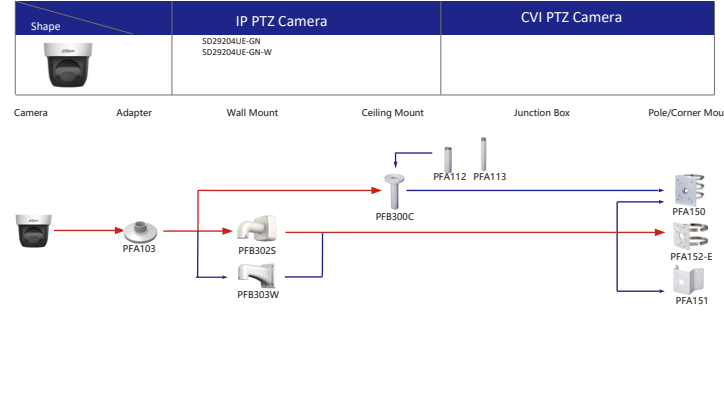 Shape
IP PTZ Camera
CVI PTZ Camera
SD29204UE-GN
SD29204UE-GN-W
Camera
Adapter
Wall Mount
Ceiling Mount
Junction Box
Pole/Corner Mou
PFA112
PFA113
PFB300C
PFA150
PFA103
PFB302S
PFA152-E
PFB303W
PFA151